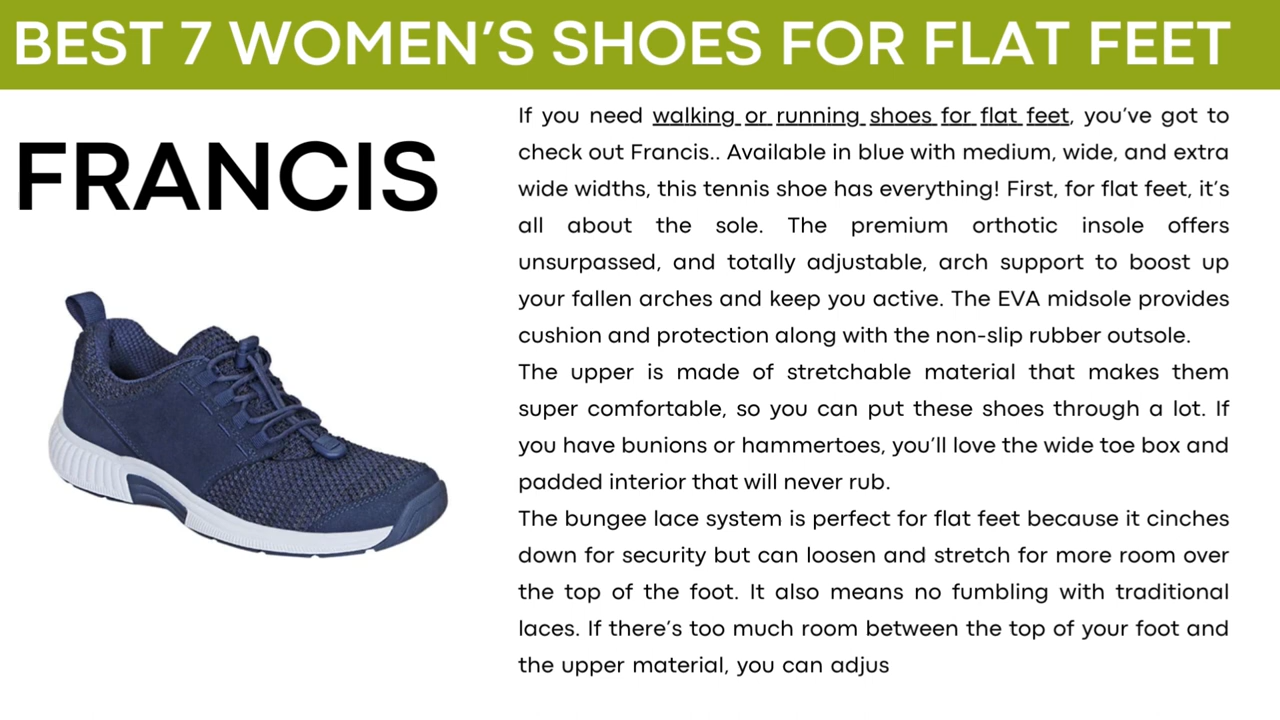 BEST 7 WOMEN’S SHOES FOR FLAT FEET
FRANCIS
If you need walking or running shoes for flat feet, you’ve got to
check out Francis.. Available in blue with medium, wide, and extra
wide widths, this tennis shoe has everything! First, for flat feet, it’s
all about the sole. The premium orthotic insole offers
unsurpassed, and totally adjustable, arch support to boost up
your fallen arches and keep you active. The EVA midsole provides
cushion and protection along with the non-slip rubber outsole.
The upper is made of stretchable material that makes them
super comfortable, so you can put these shoes through a lot. If
you have bunions or hammertoes, you’ll love the wide toe box and
padded interior that will never rub.
The bungee lace system is perfect for flat feet because it cinches
down for security but can loosen and stretch for more room over
the top of the foot. It also means no fumbling with traditional
laces. If there’s too much room between the top of your foot and
the upper material, you can adjus